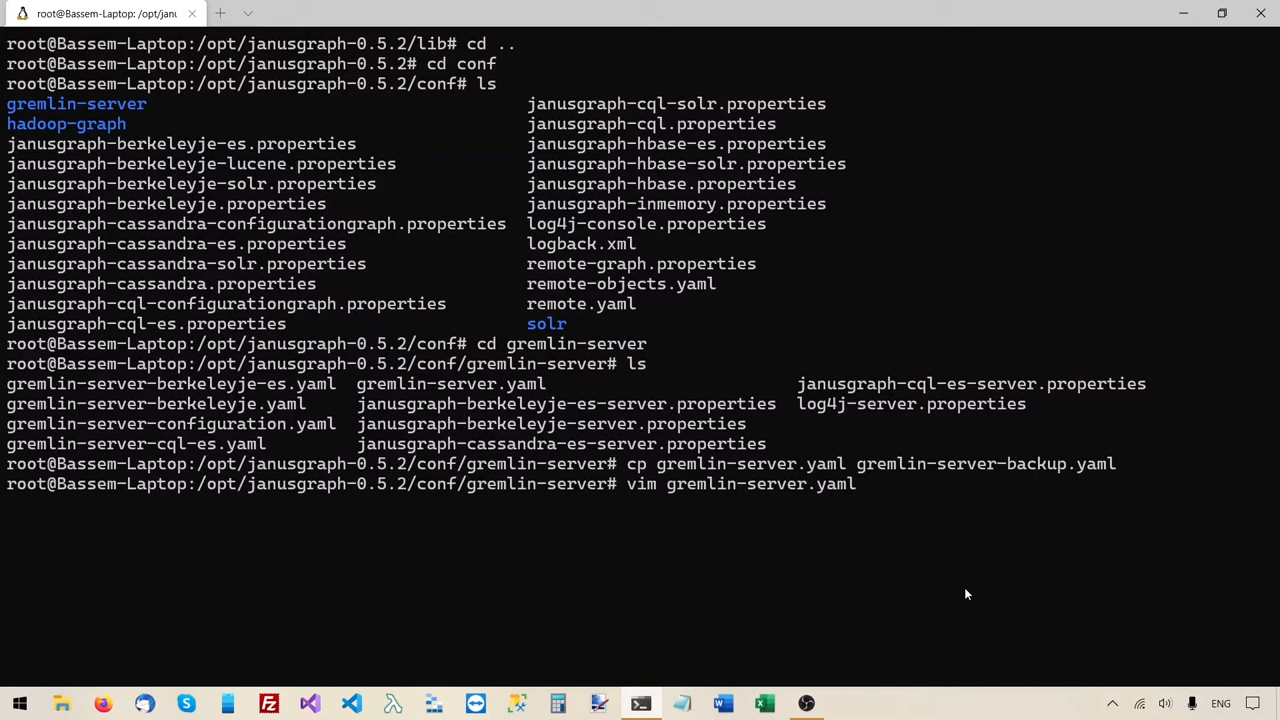 root@Bassem-Laptop: /opt/janu
root@Bassem-Laptop:/opt/janusgraph-0.5.2/lib# cd ..
root@Bassem-Laptop:/opt/janusgraph-0.5.2# cd conf
root@Bassem-Laptop:/opt/janusgraph-0.5.2/conf# ls
gremlin-server janusgraph-cql-solr.properties
hadoop-graph janusgraph-cql.properties
janusgraph-berkeleyje-es.properties janusgraph-hbase-es.properties
janusgraph-berkeleyje-lucene.properties janusgraph-hbase-solr.properties
janusgraph-berkeleyje-solr.properties janusgraph-hbase.properties
janusgraph-berkeleyje.properties janusgraph-inmemory.properties
janusgraph-cassandra-configurationgraph.properties log4j-console.properties
janusgraph-cassandra-es.properties logback.xml
janusgraph-cassandra-solr.properties remote-graph.properties
janusgraph-cassandra.properties remote-objects.yaml
janusgraph-cql-configurationgraph.properties remote.yaml
janusgraph-cql-es.properties solr
root@Bassem-Laptop:/opt/janusgraph-0.5.2/conf# cd gremlin-server
root@Bassem-Laptop:/opt/janusgraph-0.5.2/conf/gremlin-server# ls
gremlin-server-berkeleyje-es.yaml gremlin-server.yaml janusgraph-cql-es-server.properties
gremlin-server-berkeleyje.yaml janusgraph-berkeleyje-es-server.properties log4j-server.properties
gremlin-server-configuration.yaml janusgraph-berkeleyje-server.properties
gremlin-server-cql-es.yaml janusgraph-cassandra-es-server.properties
root@Bassem-Laptop:/opt/janusgraph-0.5.2/conf/gremlin-server# cp gremlin-server.yaml gremlin-server-backup.yaml
root@Bassem-Laptop:/opt/janusgraph-0.5.2/conf/gremlin-server# vim gremlin-server.yaml
ENG